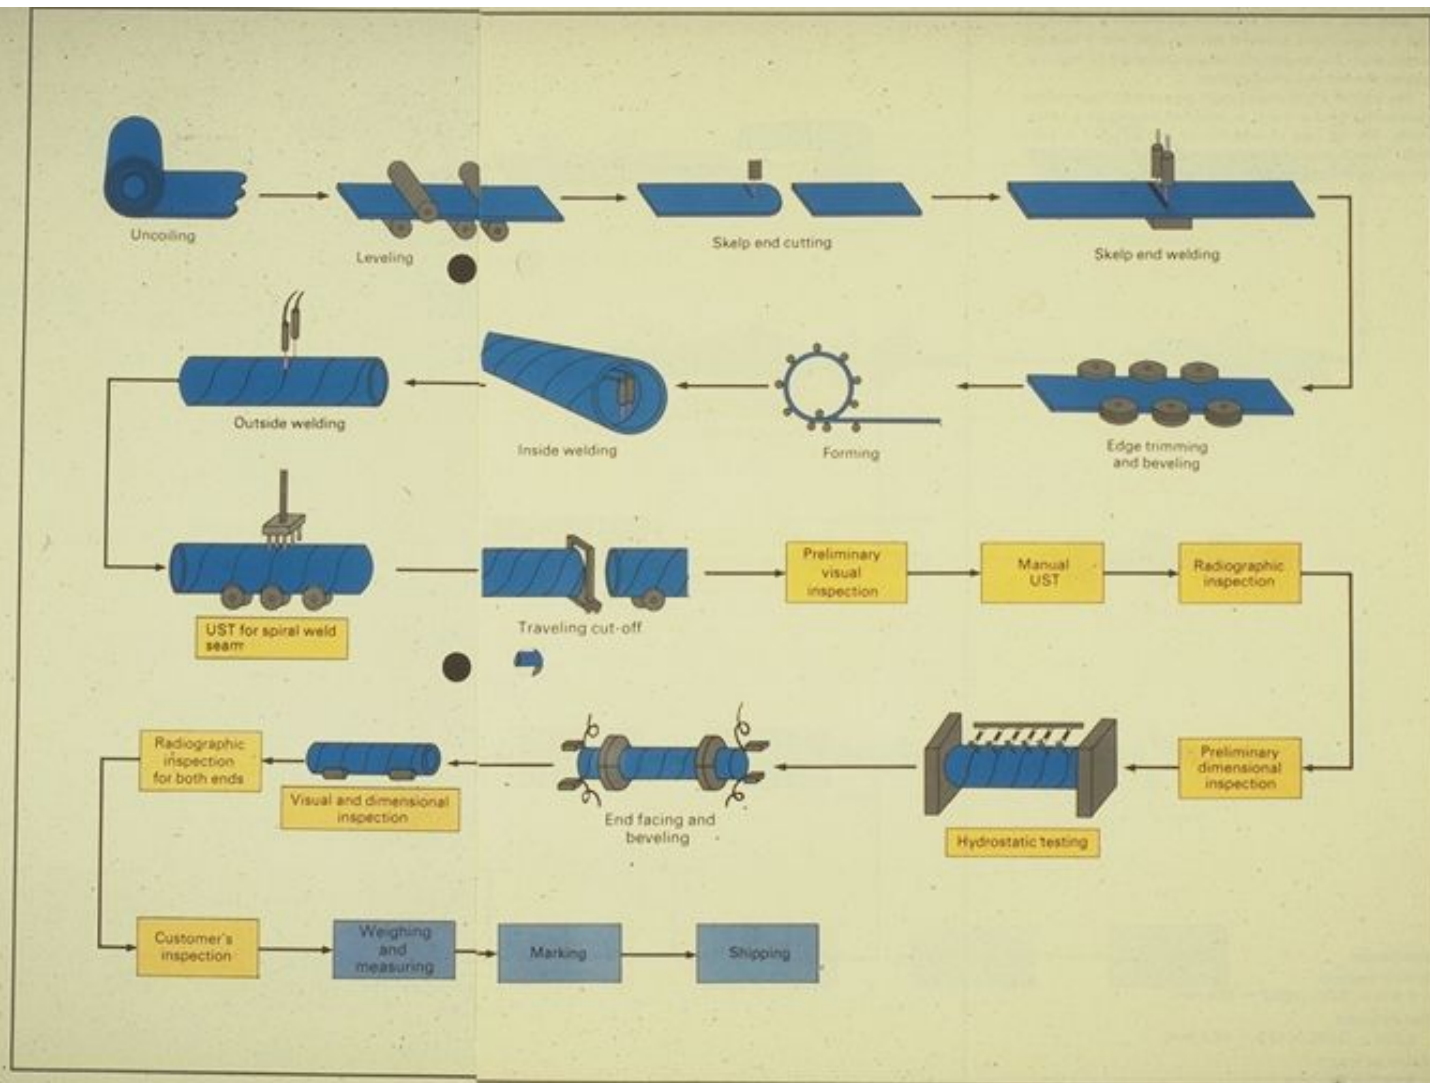 Uncoiling
Leveling
Skelp end cutting
Skelp end welding
Edge trimming
and beveling
Forming
Inside welding
Outside welding
UST for spiral weld
seam
Traveling cut-off
Preliminary
visual
inspection
Manual
UST
Radiographic
inspection
Preliminary
dimensional
inspection
Hydrostatic testing
End facing and
beveling
Visual and dimensional
inspection
Radiographic
inspection
for both ends
Customer's
inspection
Weighing
and
measuring
Marking
Shipping